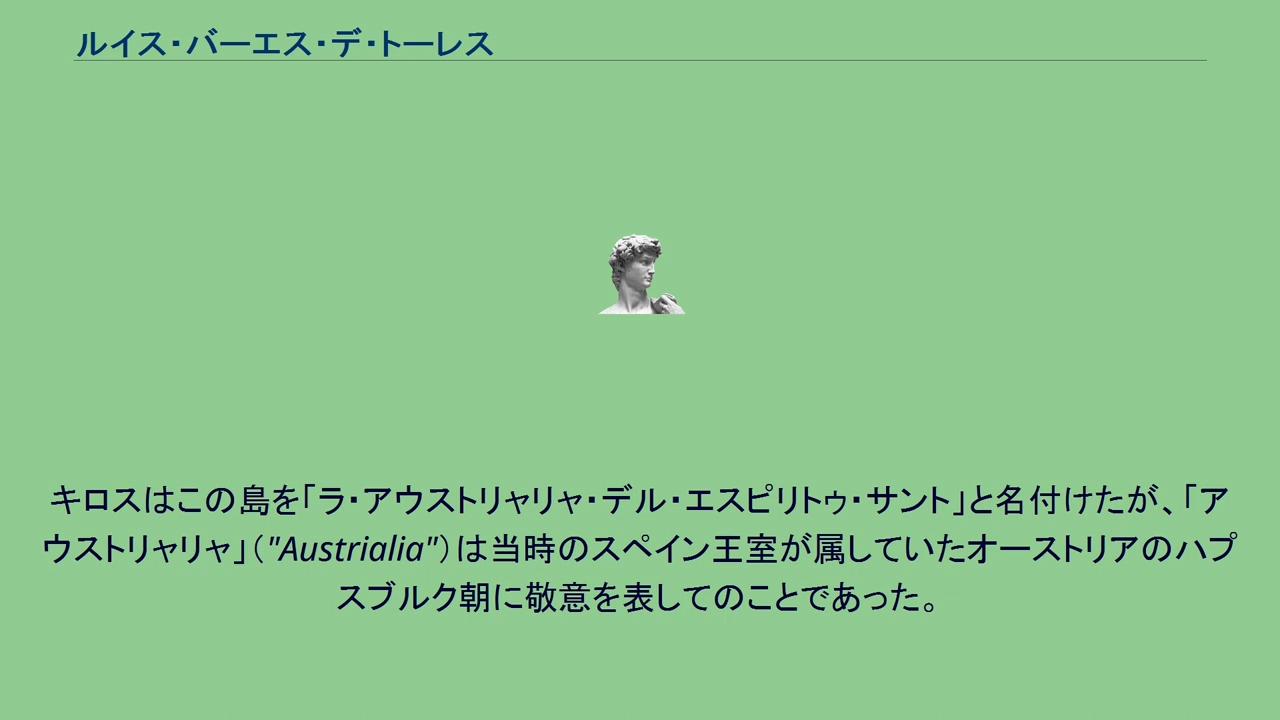 ルイス・バーエス・デ・トーレス
キロスはこの島を「ラ・アウストリャリャ・デル・エスピリトゥ・サント」と名付けたが、「ア
ウストリャリャ」("Austrialia")は当時のスペイン王室が属していたオーストリアのハプ
スブルク朝に敬意を表してのことであった。